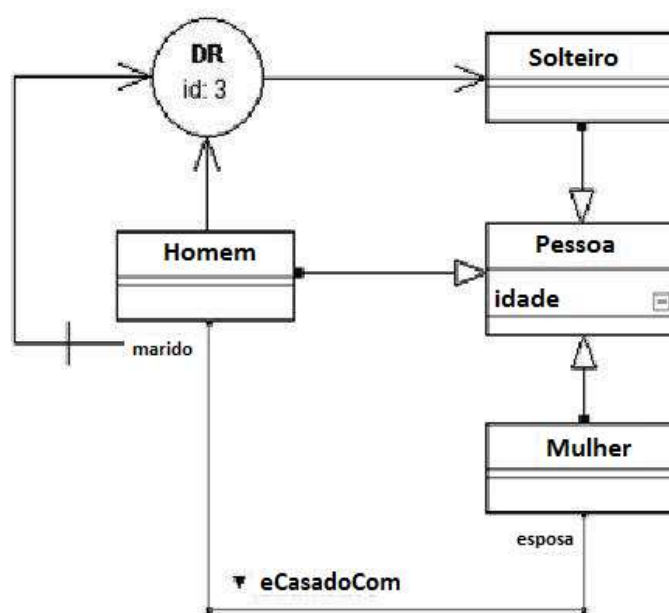 DR
id: 3
Solteiro
Homem
Pessoa
idade
marido
Mulher
esposa
eCasadoCom